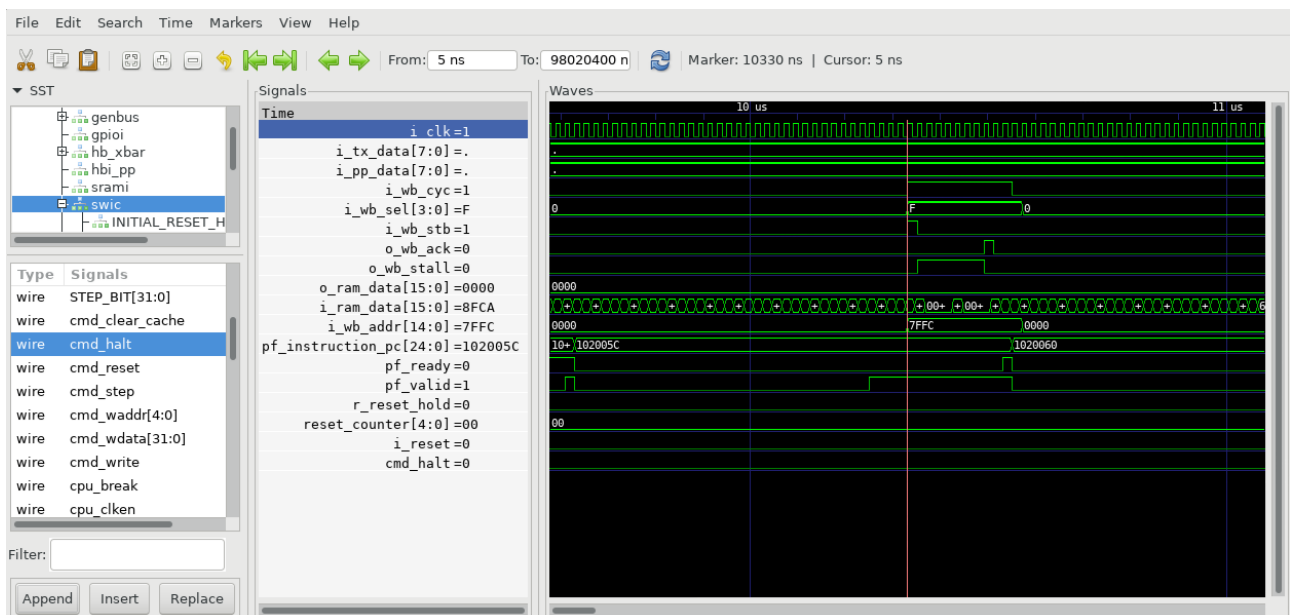 File Edit Search Time Markers View Help
From: 5 ns To: 98020400 n Marker: 10330 ns | Cursor: 5 ns
SST
genbus
gpioi
hb_xbar
hbi_pp
srami
swic
INITIAL_RESET_H
Type Signals
wire STEP_BIT[31:0]
wire cmd_clear_cache
wire cmd_halt
wire cmd_reset
wire cmd_step
wire cmd_waddr[4:0]
wire cmd_wdata[31:0]
wire cmd_write
wire cpu_break
wire cpu_clken
Filter:
Append Insert Replace
Signals
Time
i_clk=1
i_tx_data[7:0]=.
i_pp_data[7:0]=.
i_wb_cyc=1
i_wb_sel[3:0]=F
i_wb_stb=1
o_wb_ack=0
o_wb_stall=0
o_ram_data[15:0]=0000
i_ram_data[15:0]=8FCA
i_wb_addr[14:0]=7FFC
pf_instruction_pc[24:0]=102005C
pf_ready=0
pf_valid=1
r_reset_hold=0
reset_counter[4:0]=00
i_reset=0
cmd_halt=0
Waves
10 us 11 us
.
.
0 F 0
0000
+ + + + + + + +00+ +00+ + + + + + + + 6
0000 7FFC 0000
10+ 102005C 1020060
00